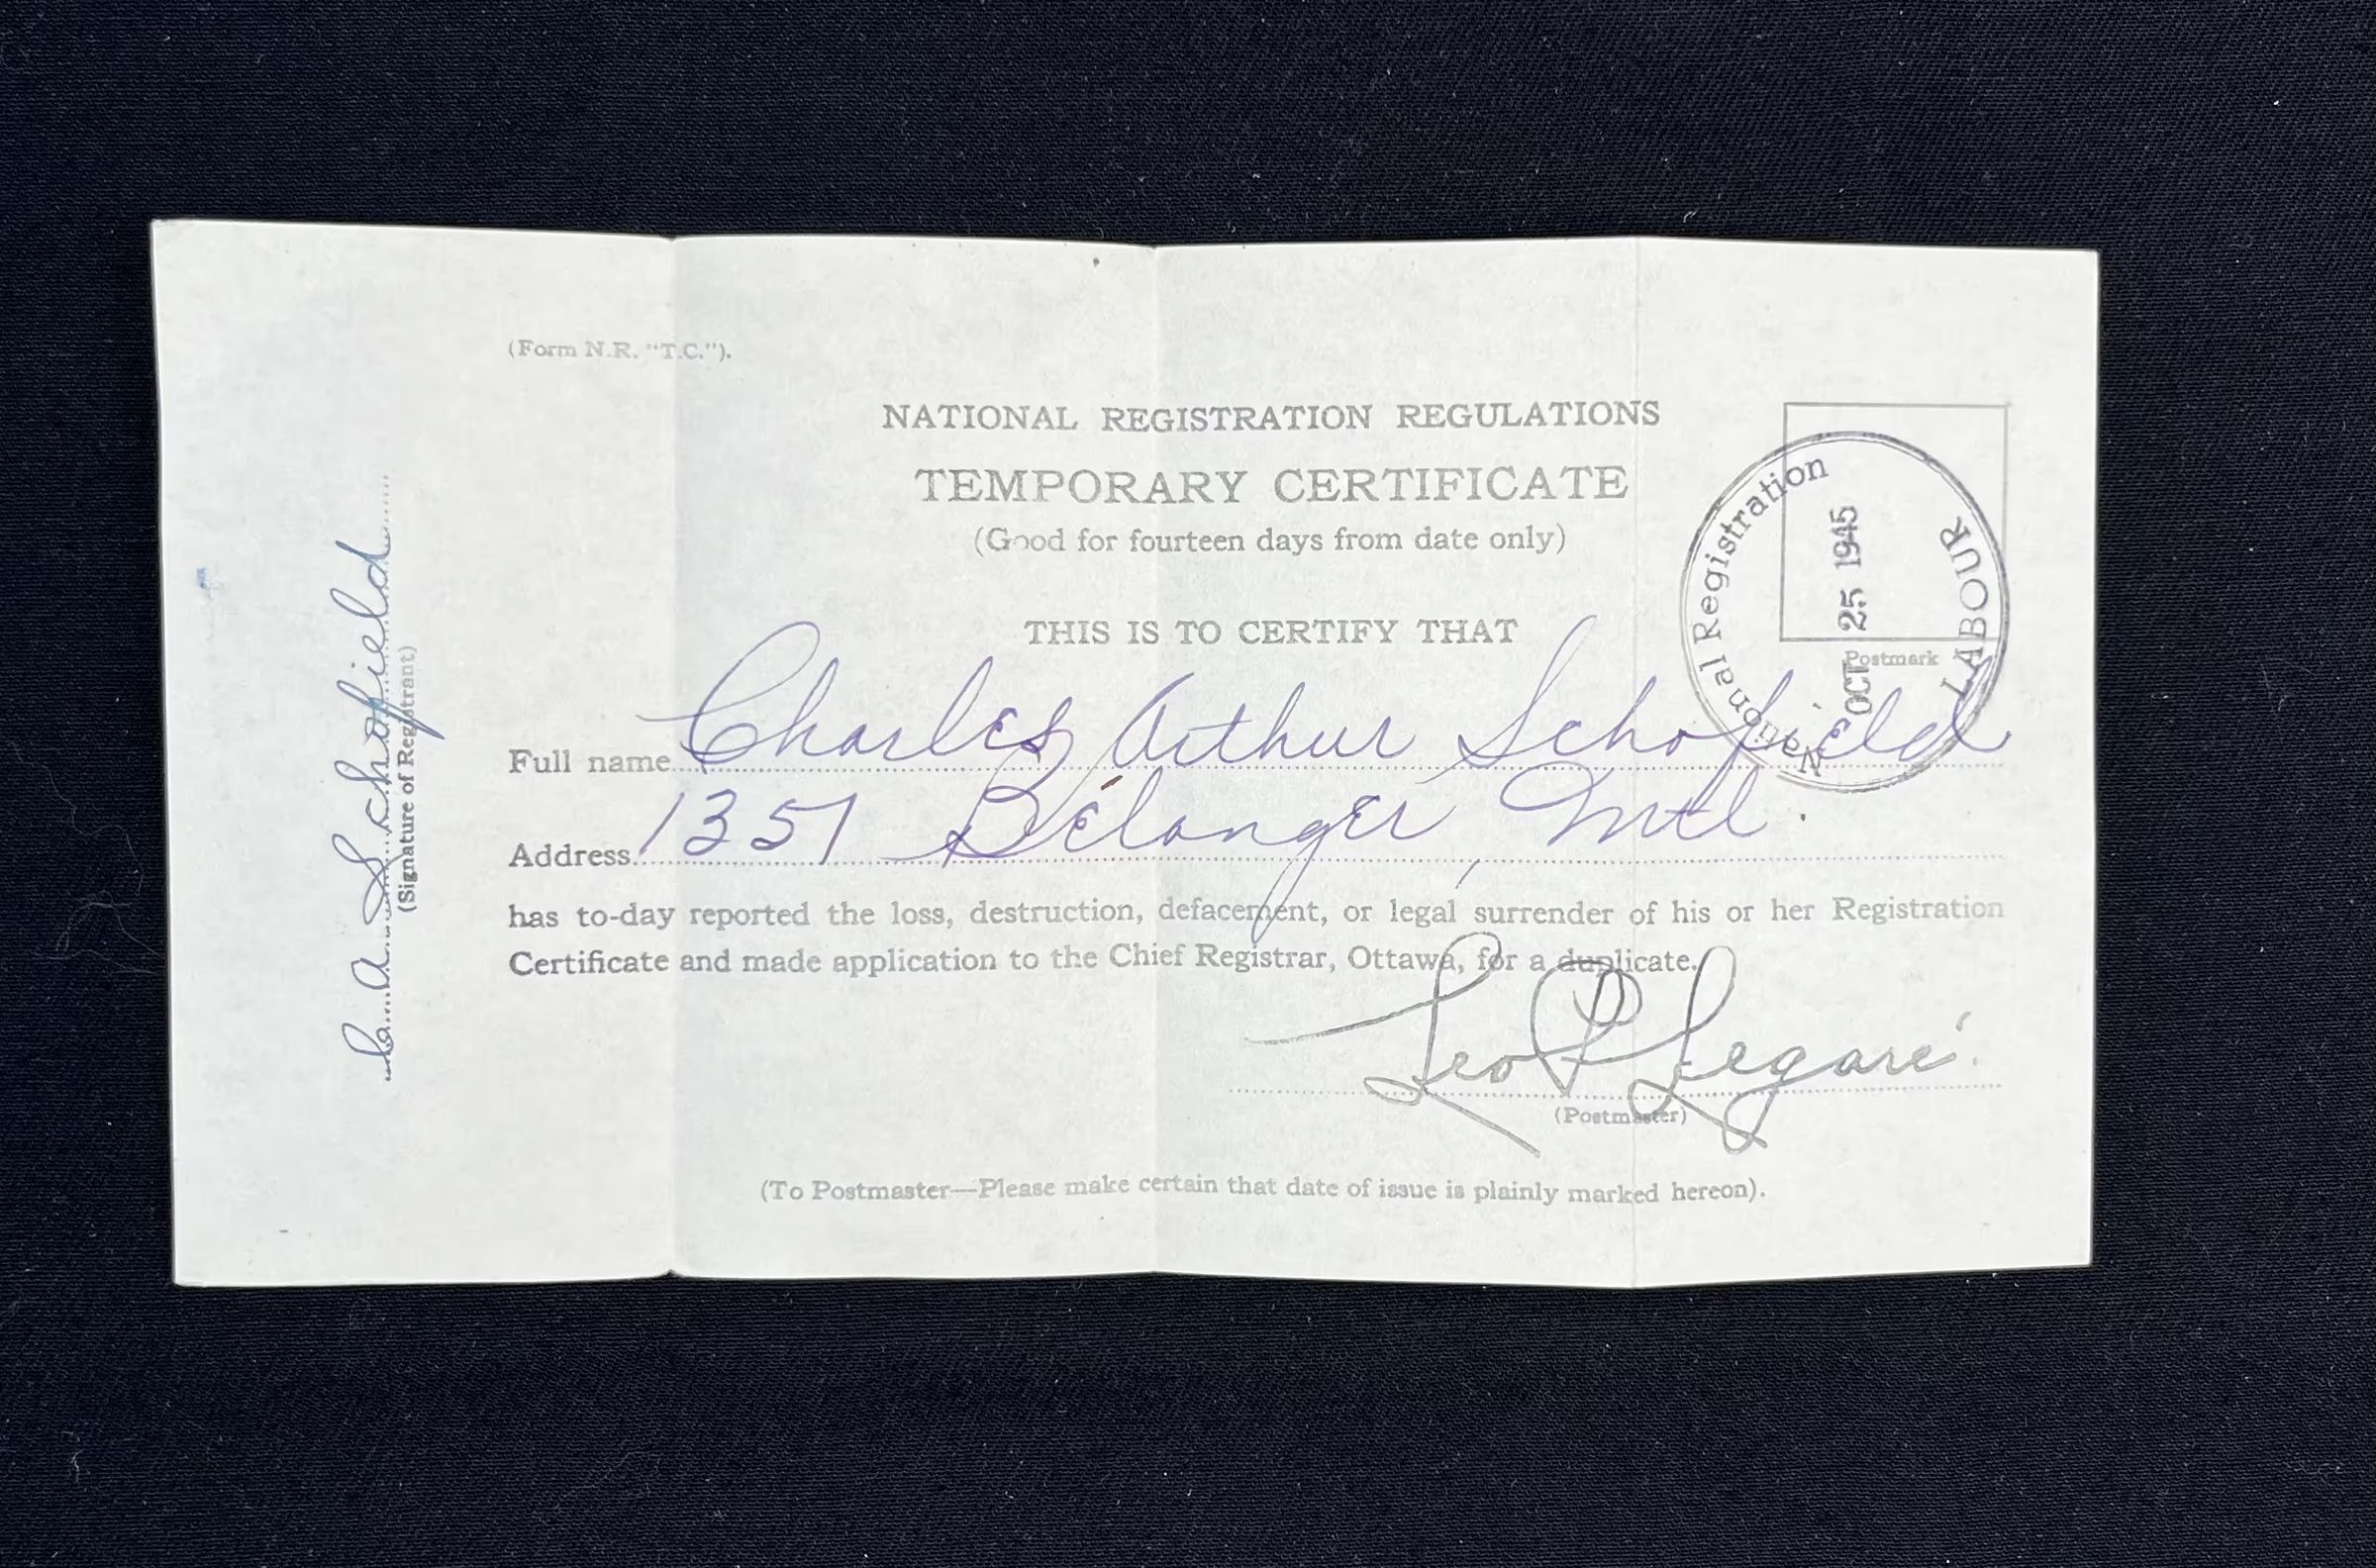 (Form N.R. "T.C.").
NATIONAL REGISTRATION REGULATIONS
TEMPORARY CERTIFICATE
(Good for fourteen days from date only)
THIS IS TO CERTIFY THAT
National Registration
OCT 25 1945
LABOUR
Postmark
Full name Charles Arthur Schofield
Address 1351 Bélanger, Mtl.
has to-day reported the loss, destruction, defacement, or legal surrender of his or her Registration
Certificate and made application to the Chief Registrar, Ottawa, for a duplicate.
Leo P Legaré
(Postmaster)
(To Postmaster—Please make certain that date of issue is plainly marked hereon).
C. A. Schofield
(Signature of Registrant)